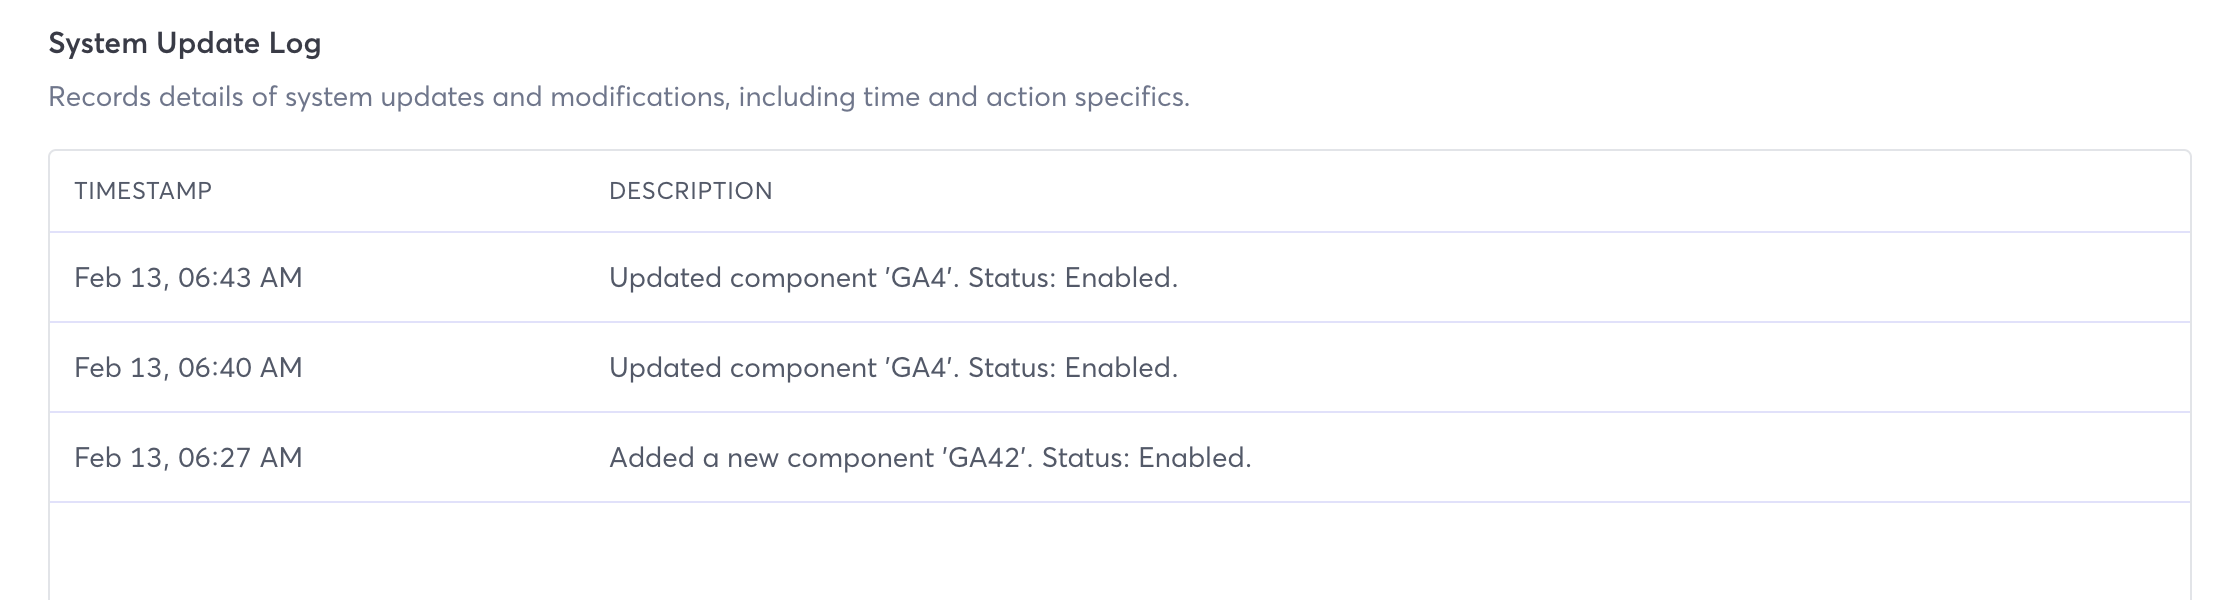 System Update Log
Records details of system updates and modifications, including time and action specifics.
TIMESTAMP DESCRIPTION
Feb 13, 06:43 AM Updated component 'GA4'. Status: Enabled.
Feb 13, 06:40 AM Updated component 'GA4'. Status: Enabled.
Feb 13, 06:27 AM Added a new component 'GA42'. Status: Enabled.